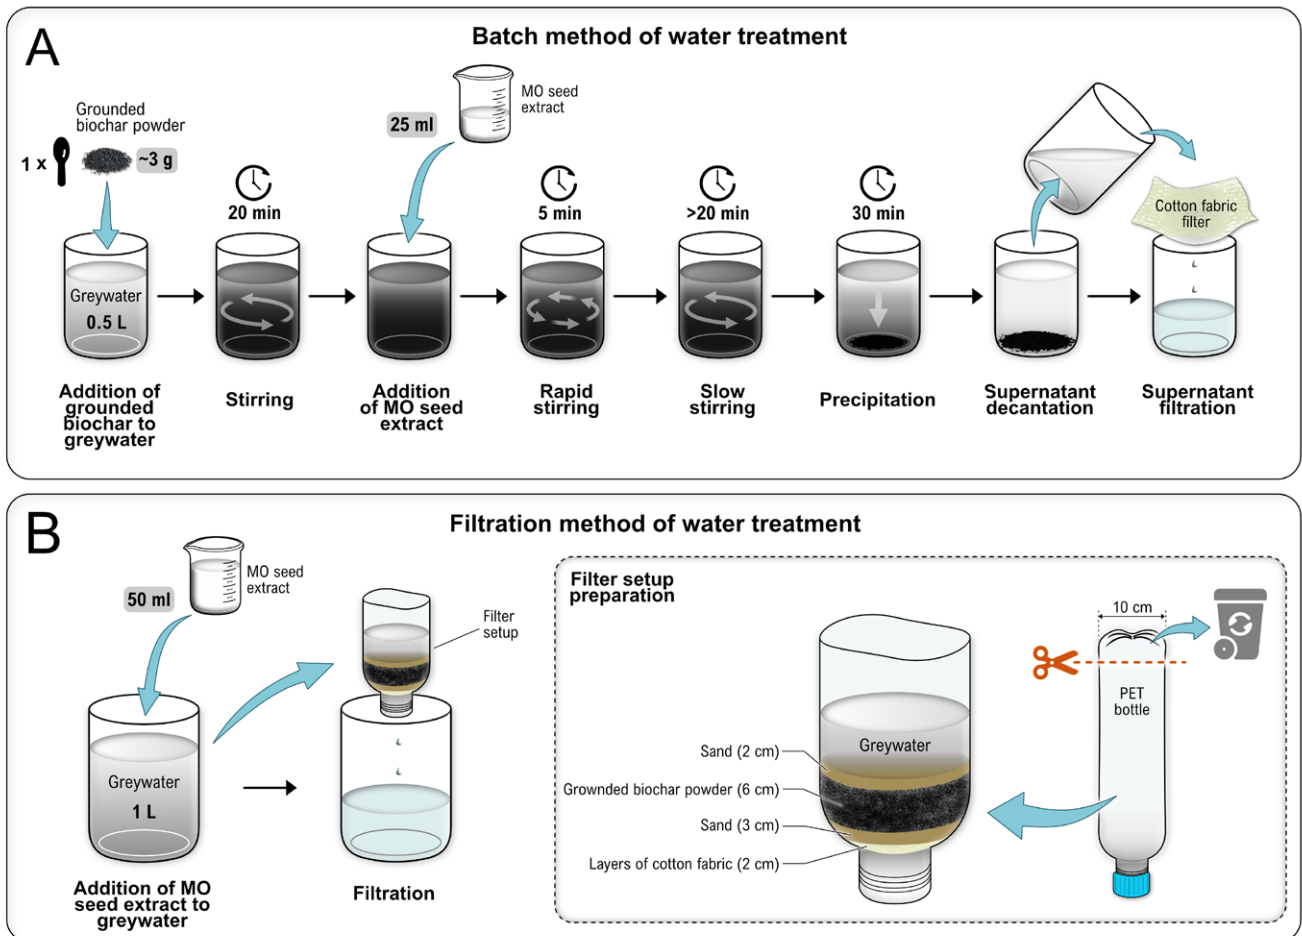 A
Batch method of water treatment
Grounded
biochar powder
1 x
~3 g
25 ml
MO seed
extract
20 min
5 min
>20 min
30 min
Cotton fabric
filter
Greywater
0.5 L
Addition of
grounded
biochar to
greywater
Stirring
Addition
of MO seed
extract
Rapid
stirring
Slow
stirring
Precipitation
Supernatant
decantation
Supernatant
filtration
B
Filtration method of water treatment
50 ml
MO seed
extract
Filter
setup
Greywater
1 L
Addition of MO
seed extract to
greywater
Filtration
Filter setup
preparation
10 cm
PET
bottle
Greywater
Sand (2 cm)
Grownded biochar powder (6 cm)
Sand (3 cm)
Layers of cotton fabric (2 cm)